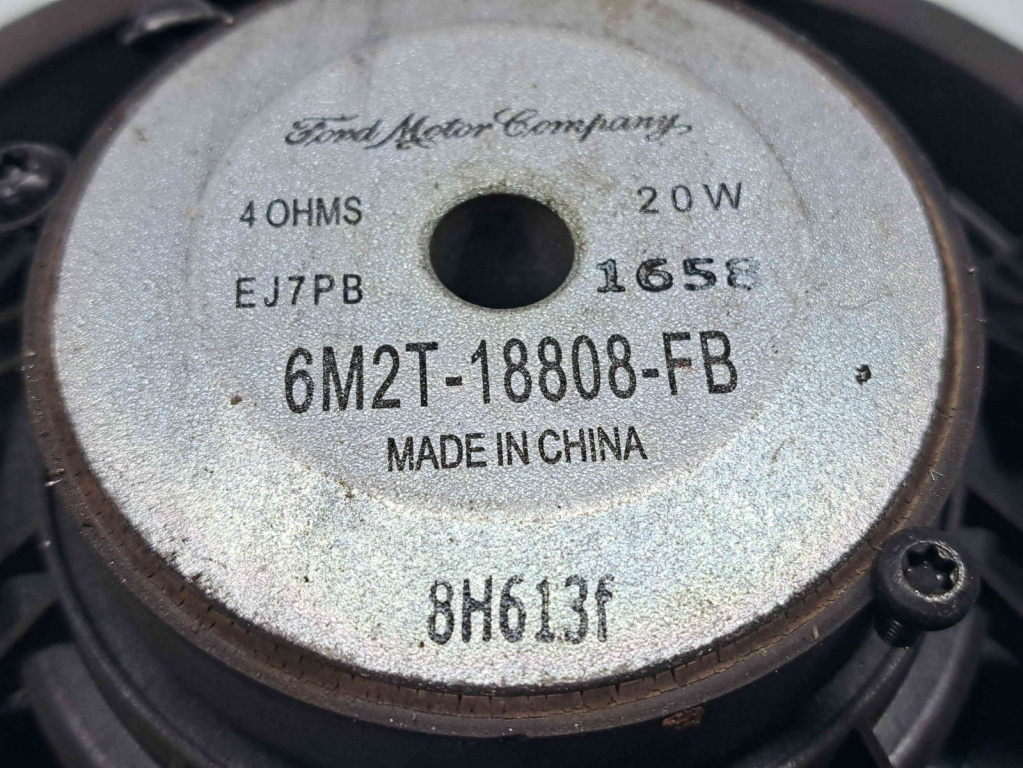 Ford Motor Company
4 OHMS 20W
EJ7PB 1658
6M2T-18808-FB
MADE IN CHINA
8H613f